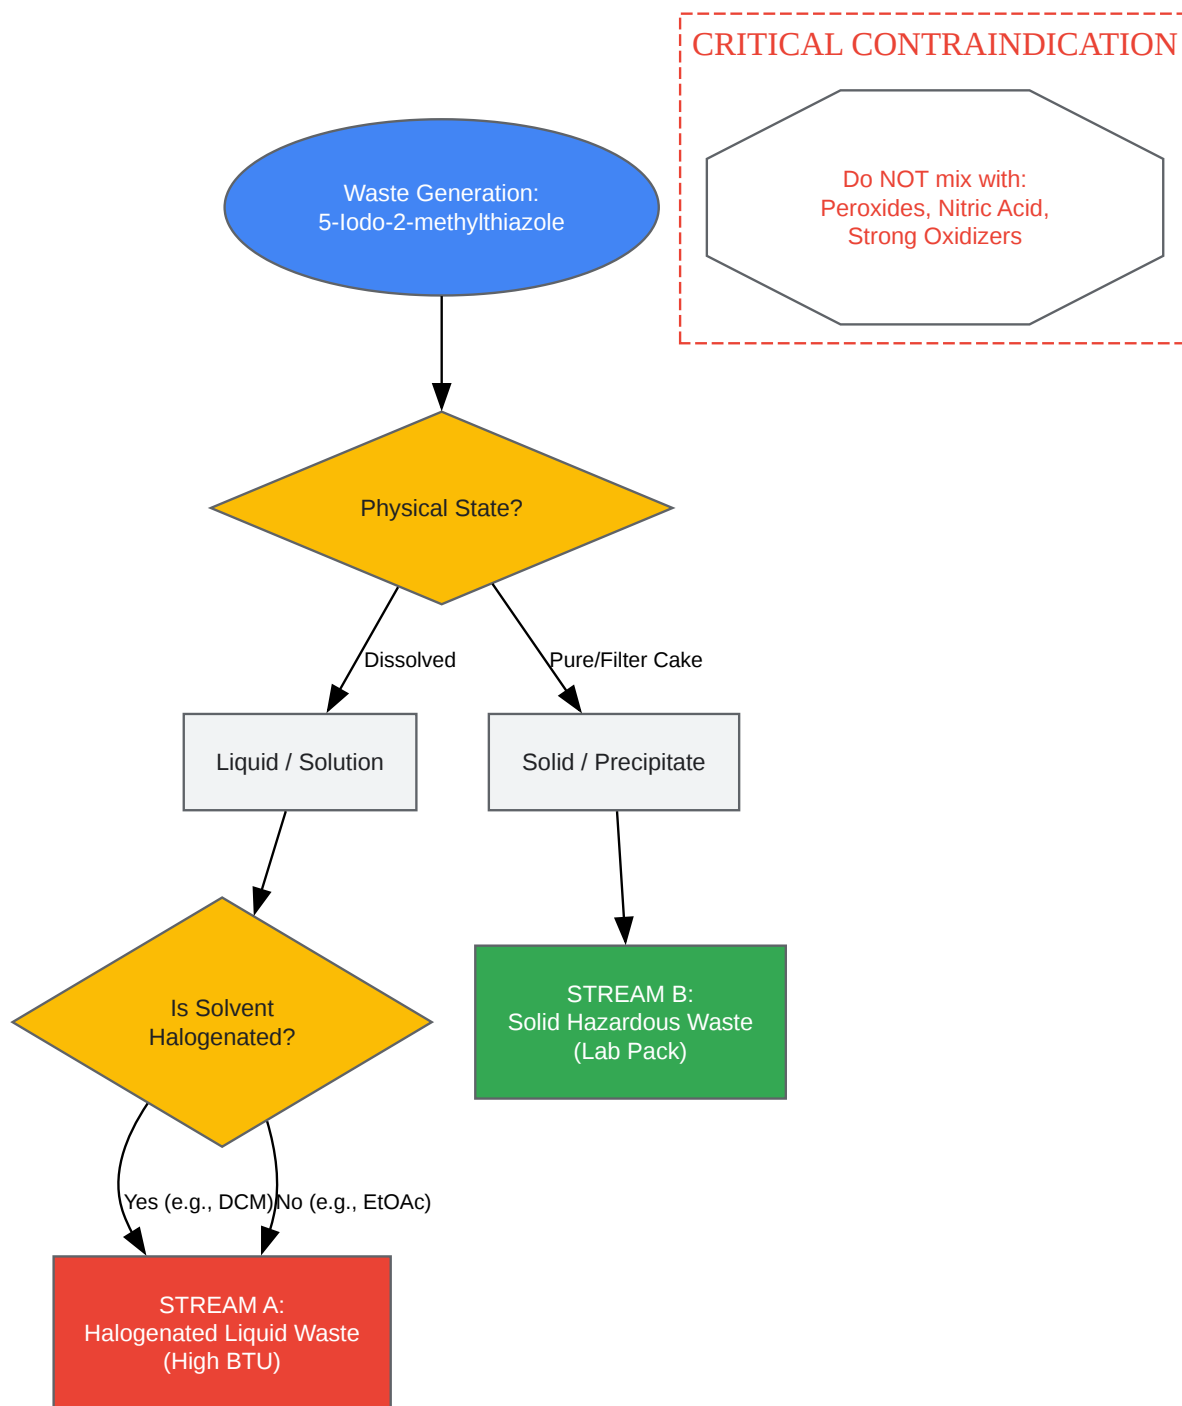 CRITICAL CONTRAINDICATION
Do NOT mix with:
Peroxides, Nitric Acid,
Strong Oxidizers
Waste Generation:
5-Iodo-2-methylthiazole
Physical State?
Dissolved
Pure/Filter Cake
Liquid / Solution
Solid / Precipitate
Is Solvent
Halogenated?
STREAM B:
Solid Hazardous Waste
(Lab Pack)
Yes (e.g., DCM)
No (e.g., EtOAc)
STREAM A:
Halogenated Liquid Waste
(High BTU)